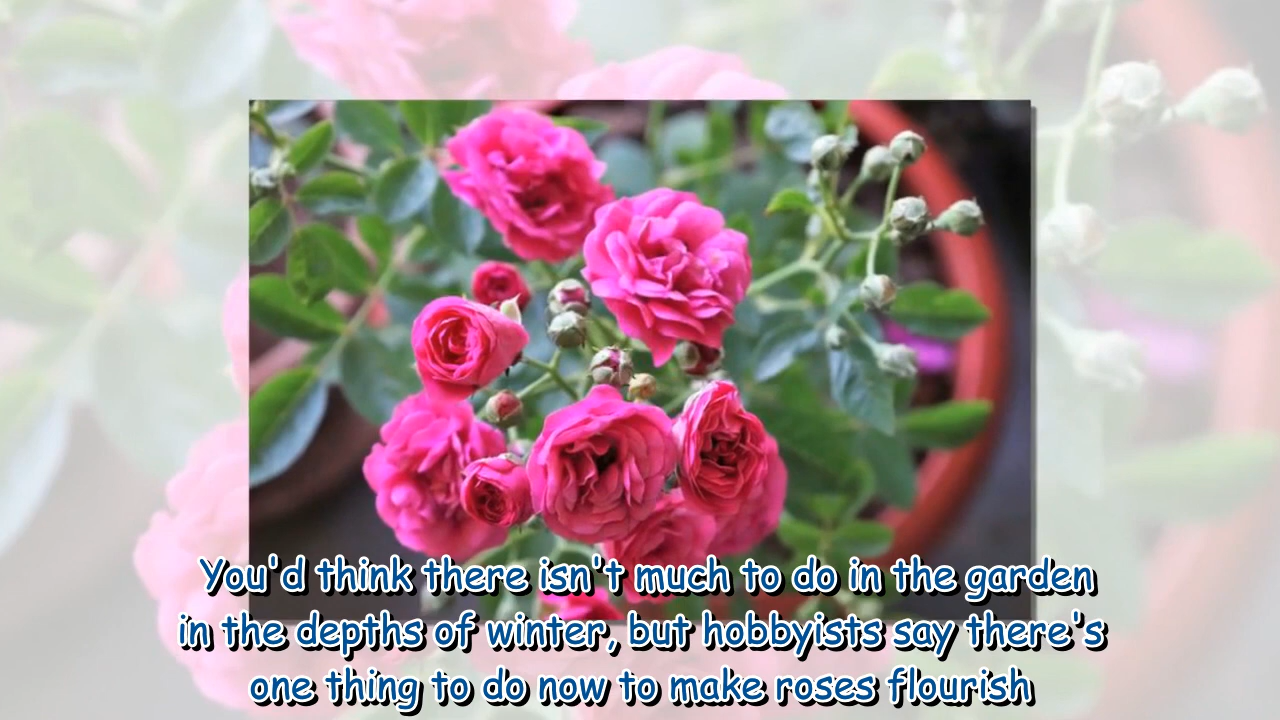 You'd think there isn't much to do in the garden
in the depths of winter, but hobbyists say there's
one thing to do now to make roses flourish